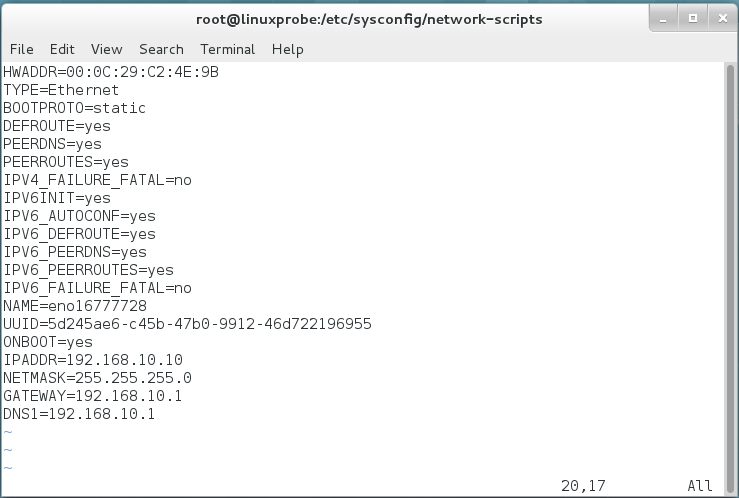 root@linuxprobe:/etc/sysconfig/network-scripts
File Edit View Search Terminal Help
HWADDR=00:0C:29:C2:4E:9B
TYPE=Ethernet
BOOTPROTO=static
DEFROUTE=yes
PEERDNS=yes
PEERROUTES=yes
IPV4_FAILURE_FATAL=no
IPV6INIT=yes
IPV6_AUTOCONF=yes
IPV6_DEFROUTE=yes
IPV6_PEERDNS=yes
IPV6_PEERROUTES=yes
IPV6_FAILURE_FATAL=no
NAME=eno16777728
UUID=5d245ae6-c45b-47b0-9912-46d722196955
ONBOOT=yes
IPADDR=192.168.10.10
NETMASK=255.255.255.0
GATEWAY=192.168.10.1
DNS1=192.168.10.1
~
~
~
20,17 All